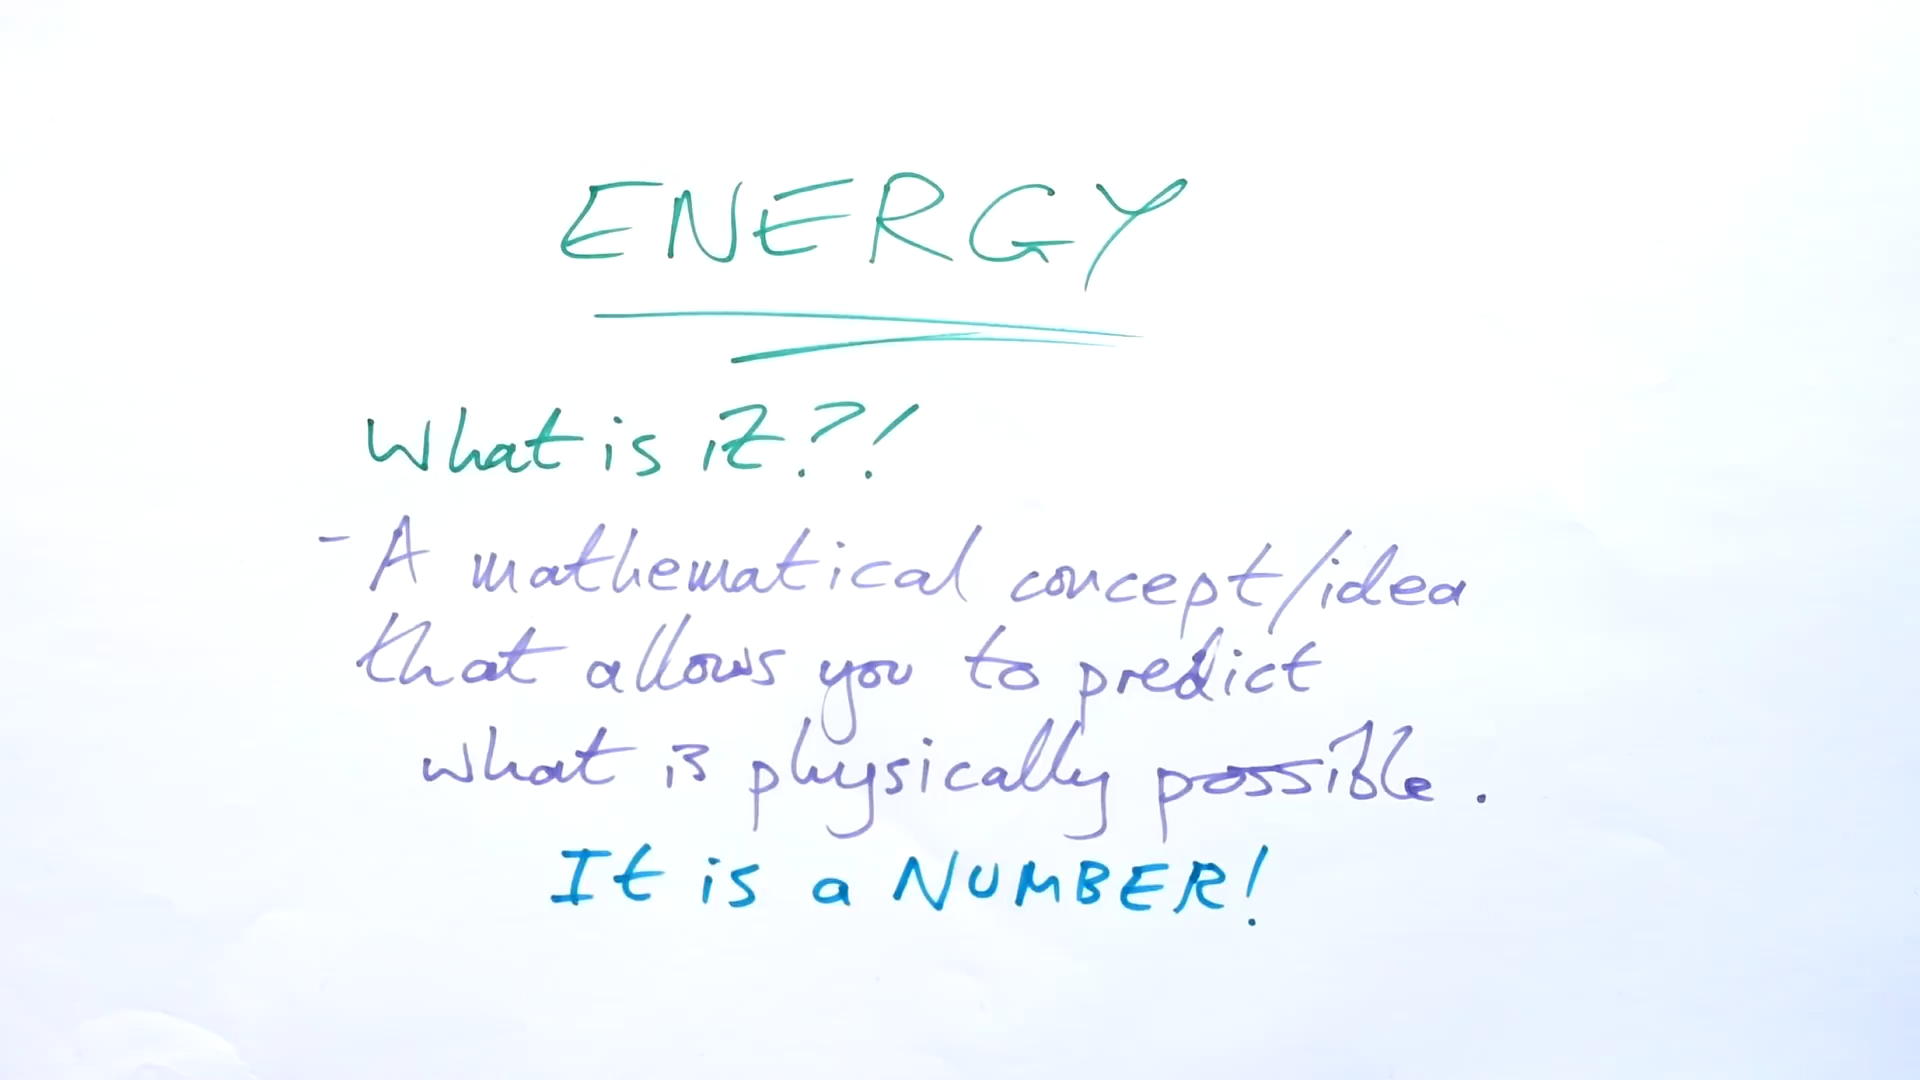 ENERGY
What is it?!
- A mathematical concept/idea
that allows you to predict
what is physically possible.
It is a NUMBER!